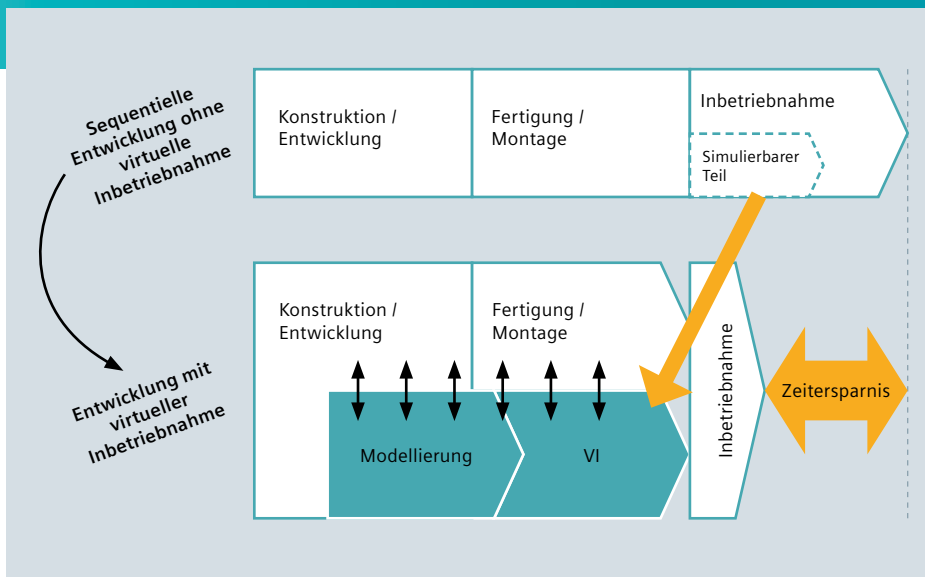 Sequentielle
Entwicklung ohne
virtuelle
Inbetriebnahme
Konstruktion /
Entwicklung
Fertigung /
Montage
Inbetriebnahme
Simulierbarer
Teil
Entwicklung mit
virtueller
Inbetriebnahme
Konstruktion /
Entwicklung
Fertigung /
Montage
Modellierung
VI
Inbetriebnahme
Zeitersparnis